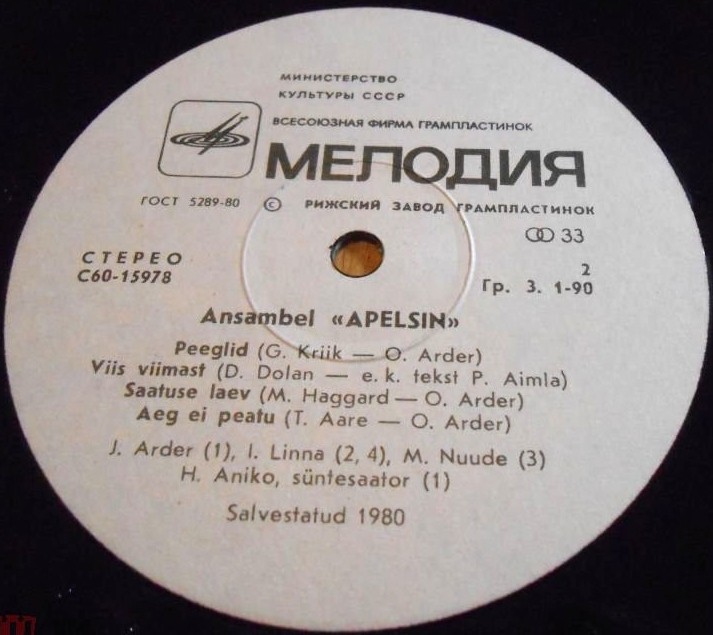 МИНИСТЕРСТВО
КУЛЬТУРЫ СССР
ВСЕСОЮЗНАЯ ФИРМА ГРАМПЛАСТИНОК
МЕЛОДИЯ
ГОСТ 5289-80 © РИЖСКИЙ ЗАВОД ГРАМПЛАСТИНОК
33
СТЕРЕО
С60-15978
2
Гр. 3. 1-90
Ansambel «APELSIN»
Peeglid (G. Kriik — O. Arder)
Viis viimast (D. Dolan — e. k. tekst P. Aimla)
Saatuse laev (M. Haggard — O. Arder)
Aeg ei peatu (T. Aare — O. Arder)
J. Arder (1), I. Linna (2, 4), M. Nuude (3)
H. Aniko, süntesaator (1)
Salvestatud 1980